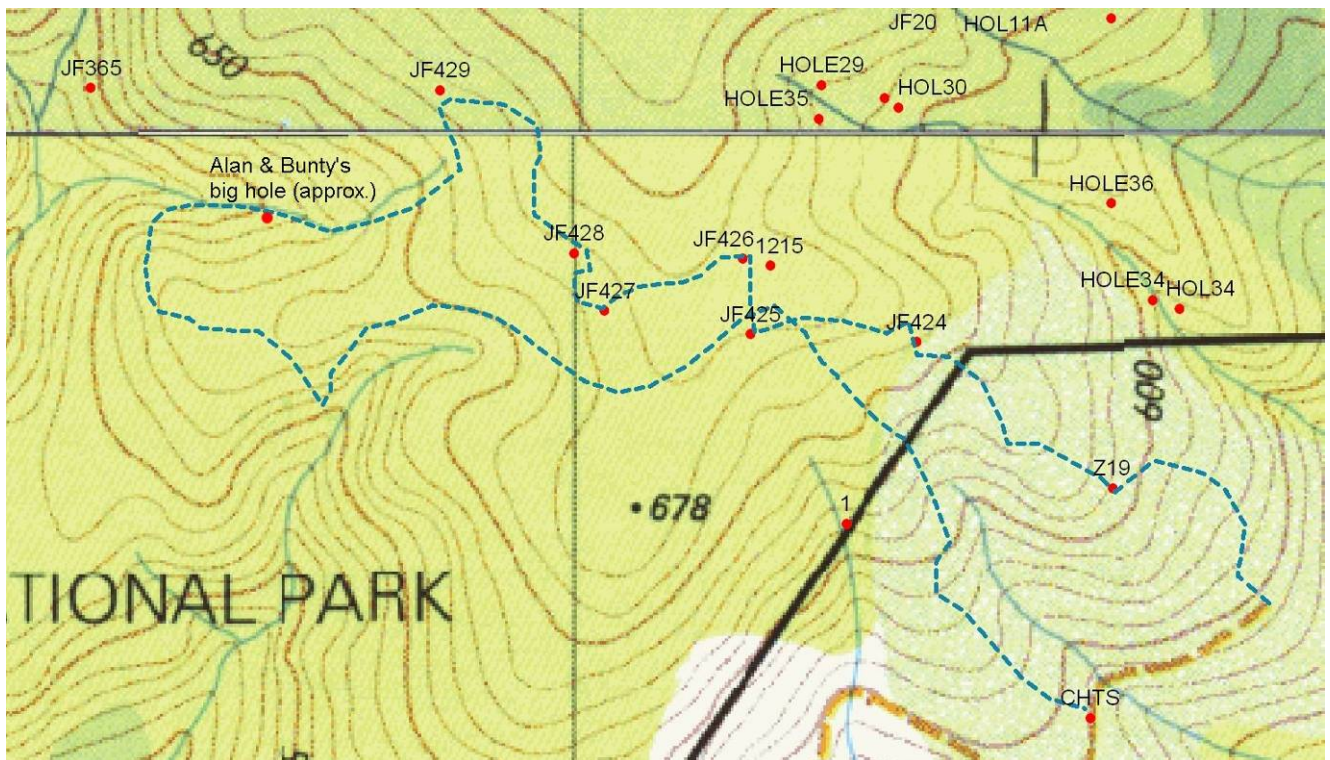 JF20
HOL11A
650
JF365
JF429
HOLE29
HOL30
HOLE35
Alan & Bunty's
big hole (approx.)
HOLE36
JF428
JF426
1215
JF427
JF425
JF424
HOLE34
HOL34
600
Z19
1
678
TIONAL PARK
CHTS